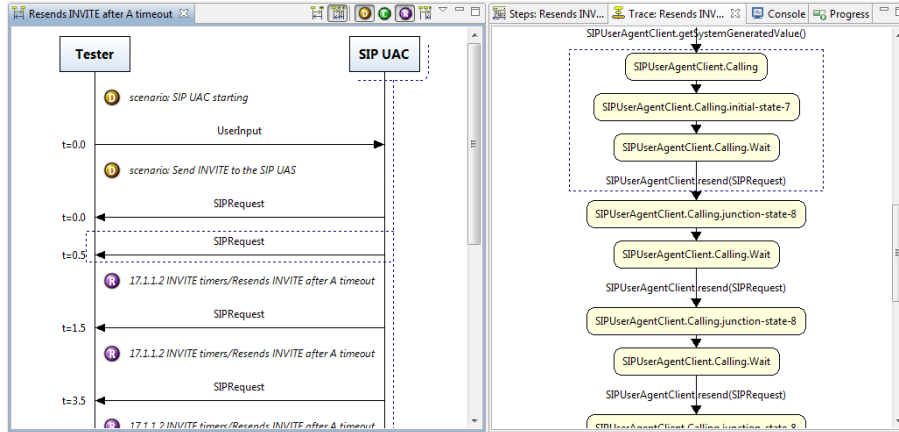 Resends INVITE after A timeout
D C R
Tester
SIP UAC
D scenario: SIP UAC starting
UserInput
t=0.0
D scenario: Send INVITE to the SIP UAS
SIPRequest
t=0.0
SIPRequest
t=0.5
R 17.1.1.2 INVITE timers/Resends INVITE after A timeout
SIPRequest
t=1.5
R 17.1.1.2 INVITE timers/Resends INVITE after A timeout
SIPRequest
t=3.5
R 17.1.1.2 INVITE timers/Resends INVITE after A timeout
Steps: Resends INV... Trace: Resends INV... Console Progress
SIPUserAgentClient.getSystemGeneratedValue()
SIPUserAgentClient.Calling
SIPUserAgentClient.Calling.initial-state-7
SIPUserAgentClient.Calling.Wait
SIPUserAgentClient.resend(SIPRequest)
SIPUserAgentClient.Calling.junction-state-8
SIPUserAgentClient.Calling.Wait
SIPUserAgentClient.resend(SIPRequest)
SIPUserAgentClient.Calling.junction-state-8
SIPUserAgentClient.Calling.Wait
SIPUserAgentClient.resend(SIPRequest)
SIPUserAgentClient.Calling.junction-state-8